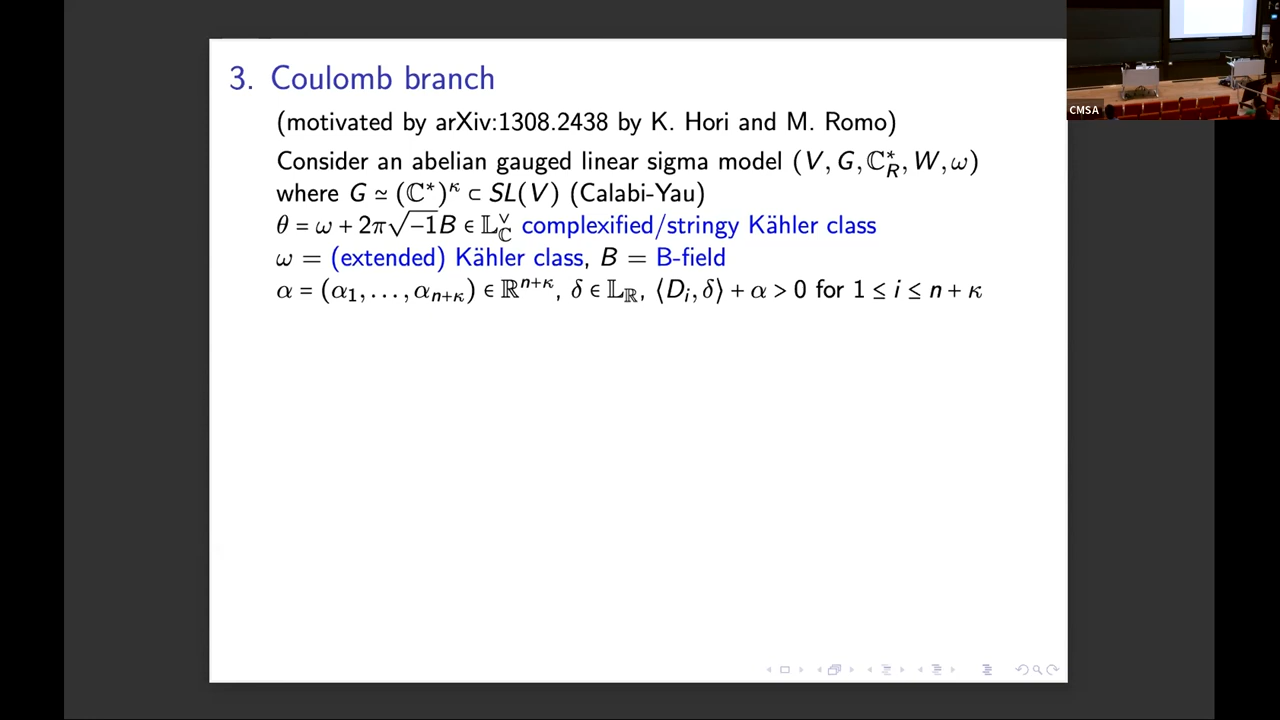 3. Coulomb branch
(motivated by arXiv:1308.2438 by K. Hori and M. Romo)
Consider an abelian gauged linear sigma model (V, G, ℂ*_R, W, ω)
where G ≃ (ℂ*)^κ ⊂ SL(V) (Calabi-Yau)
θ = ω + 2π√−1B ∈ 𝕃^∨_ℂ complexified/stringy Kähler class
ω = (extended) Kähler class, B = B-field
α = (α₁, …, α_{n+κ}) ∈ ℝ^{n+κ}, δ ∈ 𝕃_ℝ, ⟨D_i, δ⟩ + α > 0 for 1 ≤ i ≤ n + κ
CMSA